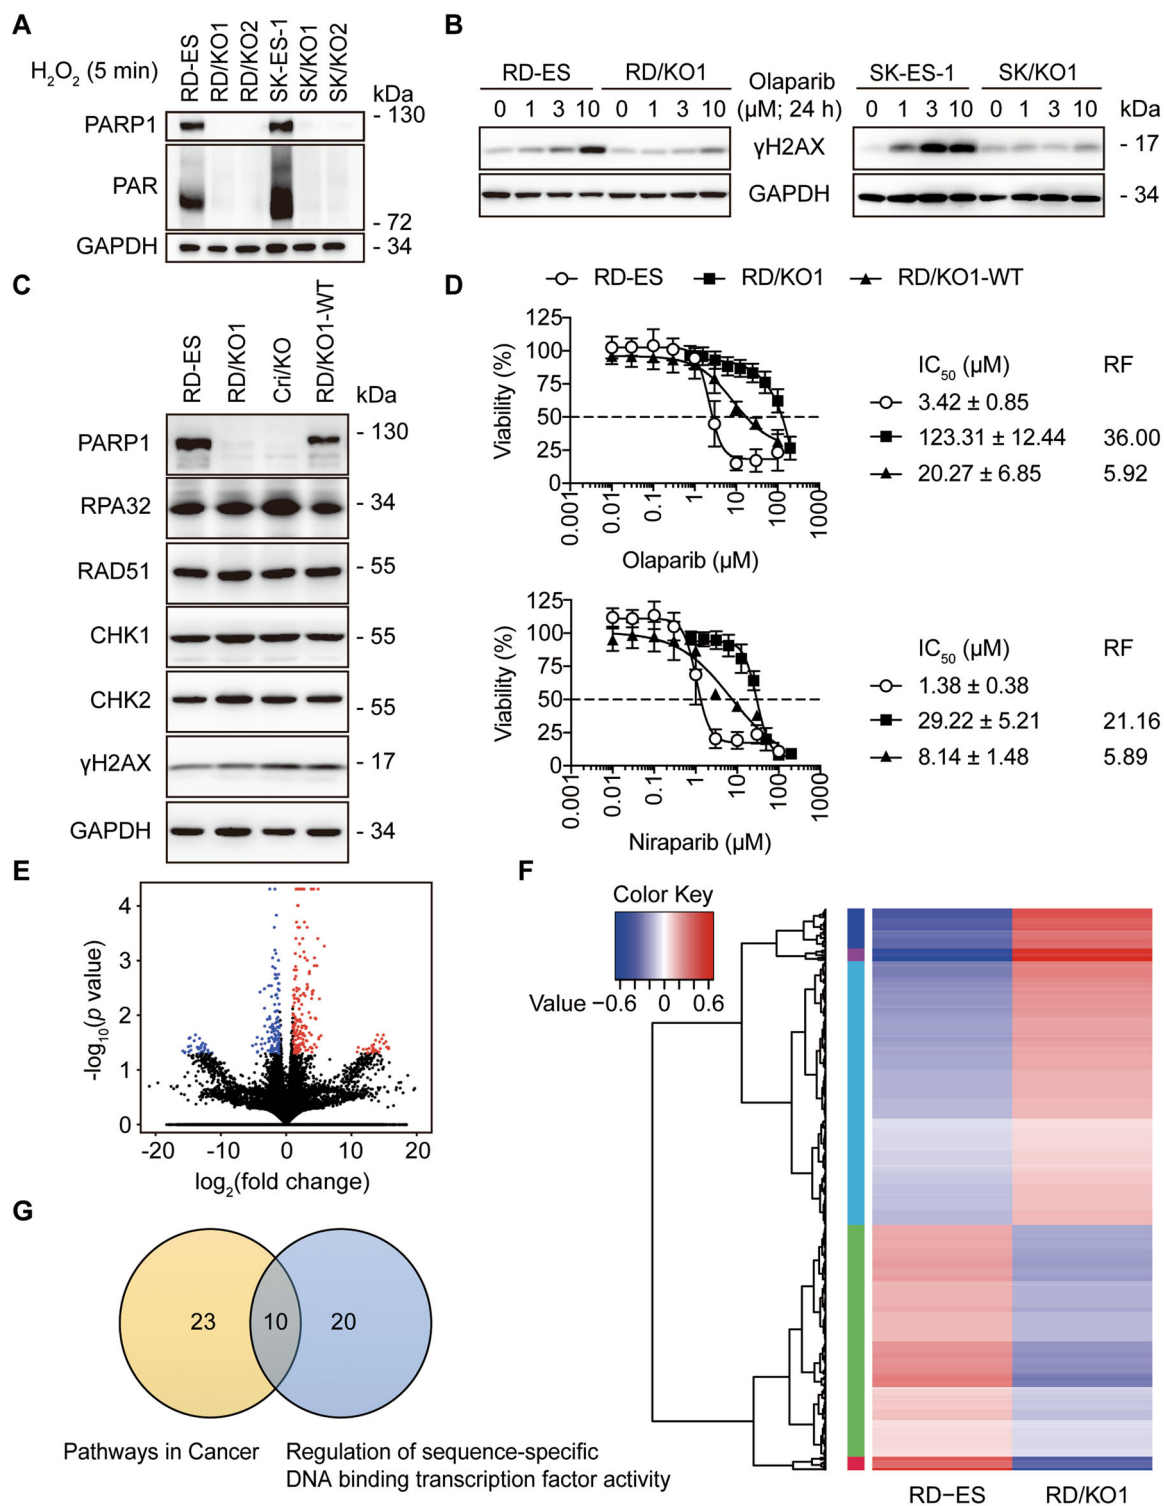 A
H2O2 (5 min)
RD-ES
RD/KO1
RD/KO2
SK-ES-1
SK/KO1
SK/KO2
kDa
PARP1
- 130
PAR
- 72
GAPDH
- 34
B
RD-ES
RD/KO1
Olaparib
(µM; 24 h)
SK-ES-1
SK/KO1
0 1 3 10 0 1 3 10
0 1 3 10 0 1 3 10
kDa
γH2AX
- 17
GAPDH
- 34
C
RD-ES
RD/KO1
Cri/KO
RD/KO1-WT
kDa
PARP1
- 130
RPA32
- 34
RAD51
- 55
CHK1
- 55
CHK2
- 55
γH2AX
- 17
GAPDH
- 34
D
RD-ES
RD/KO1
RD/KO1-WT
Viability (%)
125
100
75
50
25
0
0.001
0.01
0.1
1
10
100
1000
Olaparib (µM)
IC50 (µM)
RF
3.42 ± 0.85
123.31 ± 12.44 36.00
20.27 ± 6.85 5.92
Viability (%)
125
100
75
50
25
0
0.001
0.01
0.1
1
10
100
1000
Niraparib (µM)
IC50 (µM)
RF
1.38 ± 0.38
29.22 ± 5.21 21.16
8.14 ± 1.48 5.89
E
-log10(p value)
4
3
2
1
0
-20 -10 0 10 20
log2(fold change)
F
Color Key
Value −0.6 0 0.6
RD−ES RD/KO1
G
23 10 20
Pathways in Cancer
Regulation of sequence-specific
DNA binding transcription factor activity